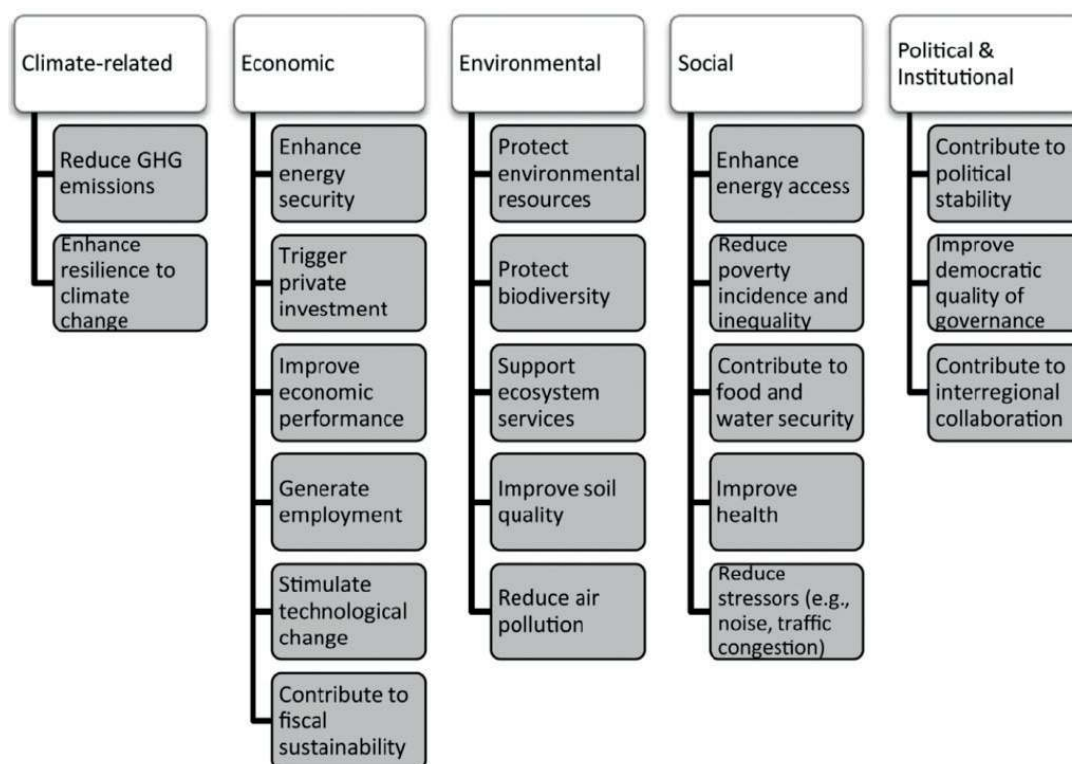 Climate-related
Reduce GHG
emissions
Enhance
resilience to
climate
change
Economic
Enhance
energy
security
Trigger
private
investment
Improve
economic
performance
Generate
employment
Stimulate
technological
change
Contribute to
fiscal
sustainability
Environmental
Protect
environmental
resources
Protect
biodiversity
Support
ecosystem
services
Improve soil
quality
Reduce air
pollution
Social
Enhance
energy access
Reduce
poverty
incidence and
inequality
Contribute to
food and
water security
Improve
health
Reduce
stressors (e.g.,
noise, traffic
congestion)
Political &
Institutional
Contribute to
political
stability
Improve
democratic
quality of
governance
Contribute to
interregional
collaboration